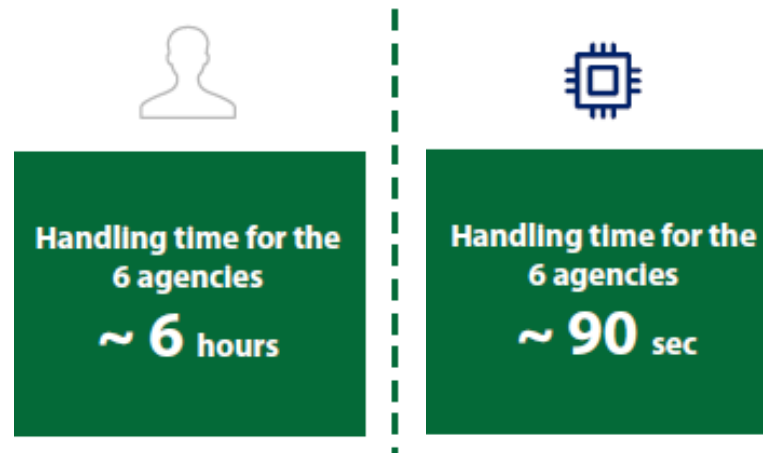 Handling time for the
6 agencies
~ 6 hours
Handling time for the
6 agencies
~ 90 sec